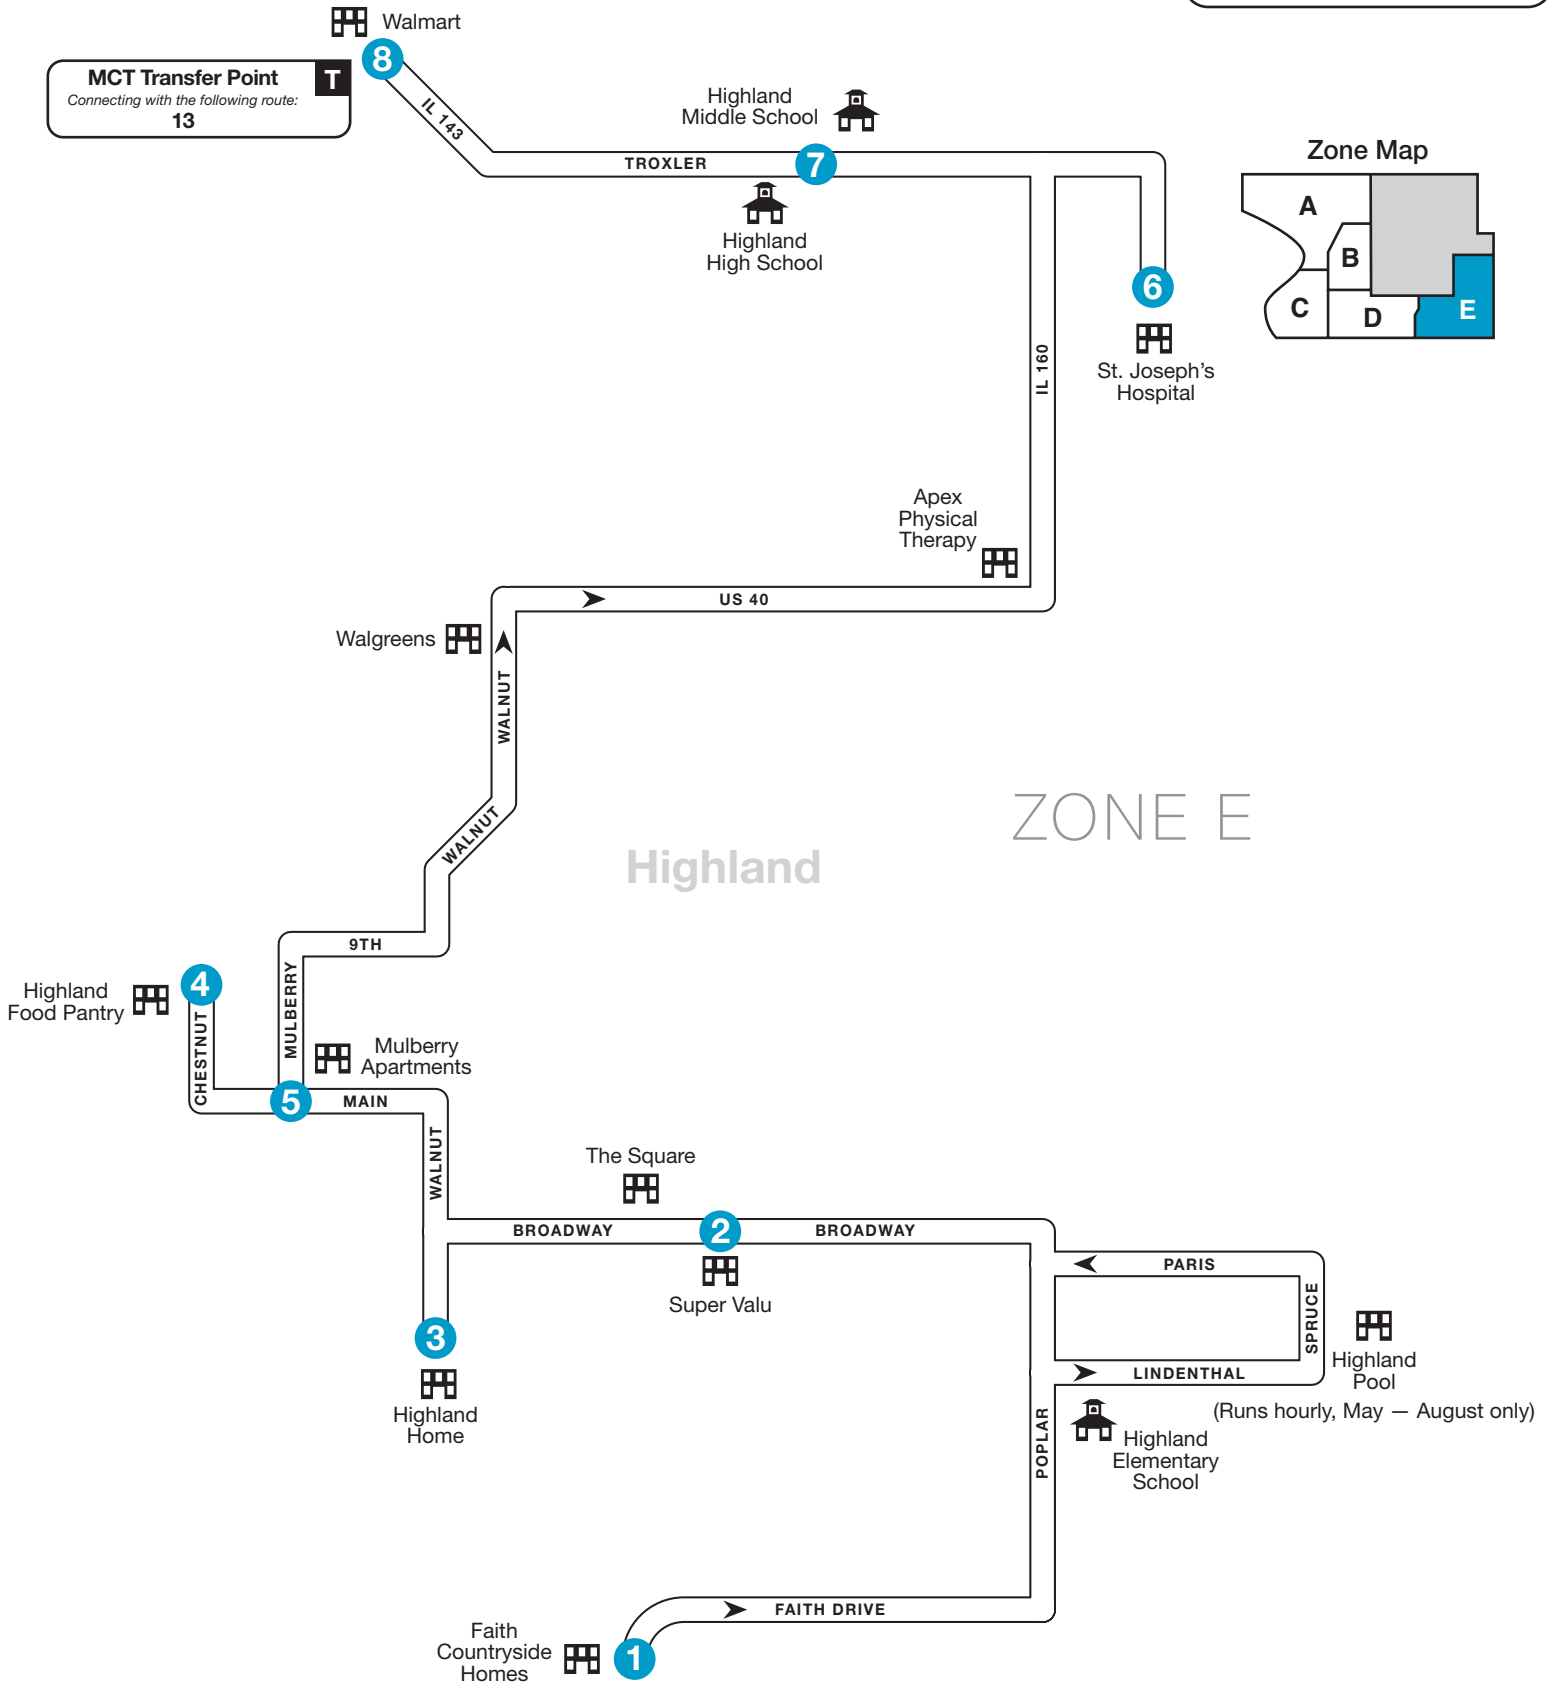 Walmart
8
MCT Transfer Point
T
Connecting with the following route:
13
IL 143
Highland
Middle School
TROXLER
7
Highland
High School
Zone Map
A
B
C
D
E
6
St. Joseph's
Hospital
IL 160
Apex
Physical
Therapy
US 40
Walgreens
WALNUT
WALNUT
ZONE E
Highland
9TH
4
Highland
Food Pantry
CHESTNUT
MULBERRY
Mulberry
Apartments
5
MAIN
WALNUT
The Square
BROADWAY
2
BROADWAY
Super Valu
PARIS
SPRUCE
3
Highland
Home
LINDENTHAL
Highland
Pool
(Runs hourly, May — August only)
POPLAR
Highland
Elementary
School
FAITH DRIVE
Faith
Countryside
Homes
1